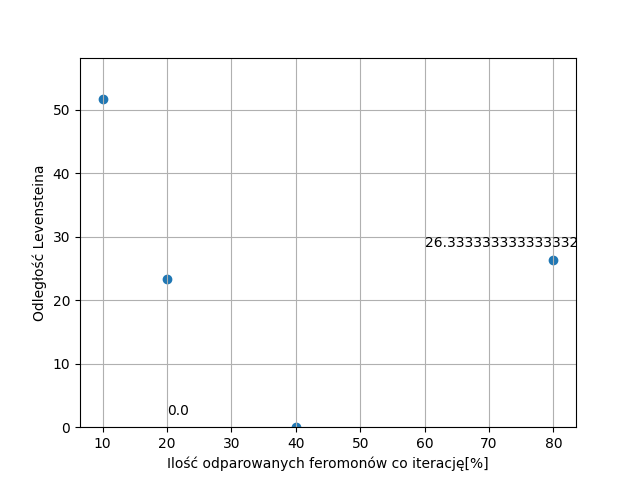 50
40
30
20
10
0
Odległość Levensteina
26.333333333333332
0.0
10 20 30 40 50 60 70 80
Ilość odparowanych feromonów co iterację[%]